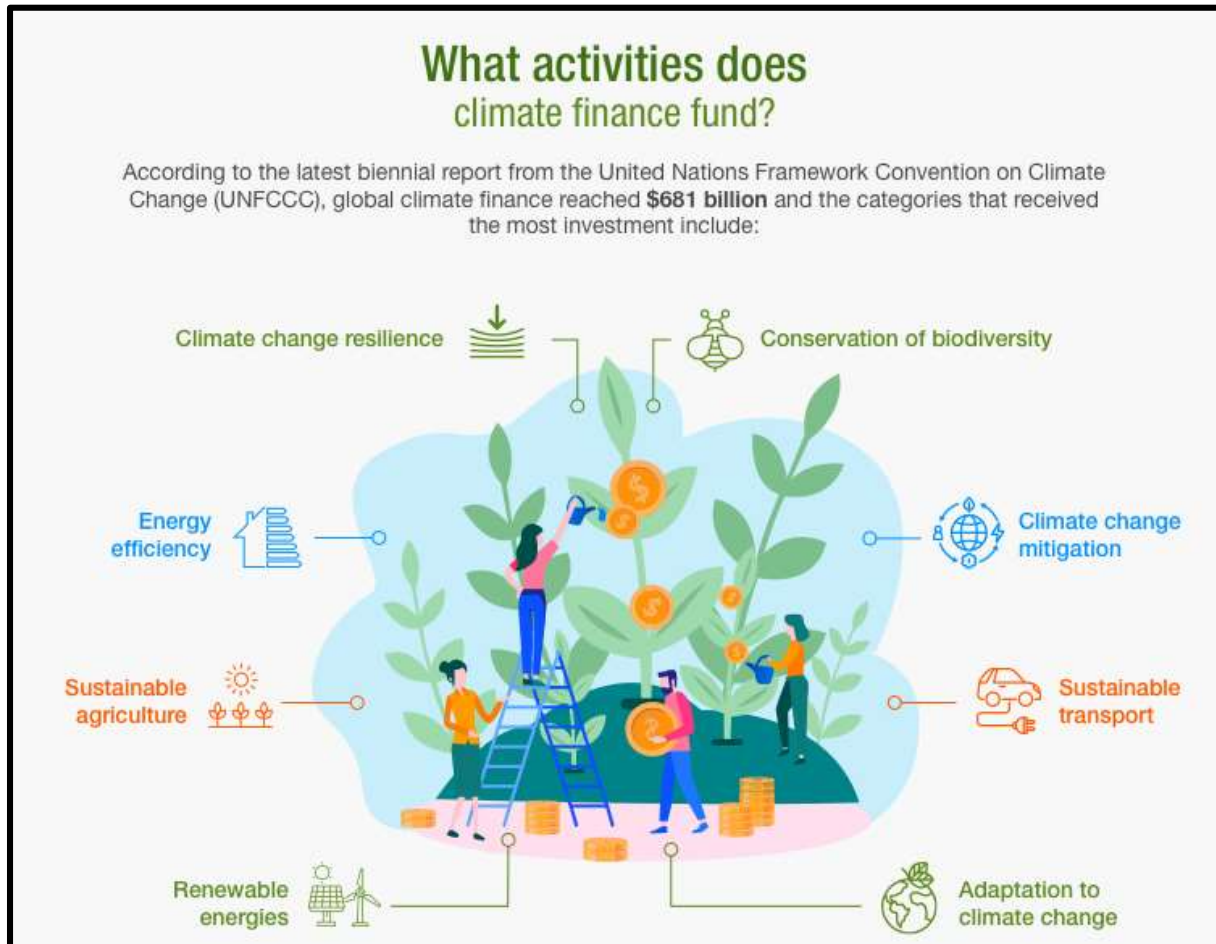 What activities does
climate finance fund?
According to the latest biennial report from the United Nations Framework Convention on Climate
Change (UNFCCC), global climate finance reached $681 billion and the categories that received
the most investment include:
Climate change resilience
Conservation of biodiversity
Energy
efficiency
Climate change
mitigation
Sustainable
agriculture
Sustainable
transport
Renewable
energies
Adaptation to
climate change